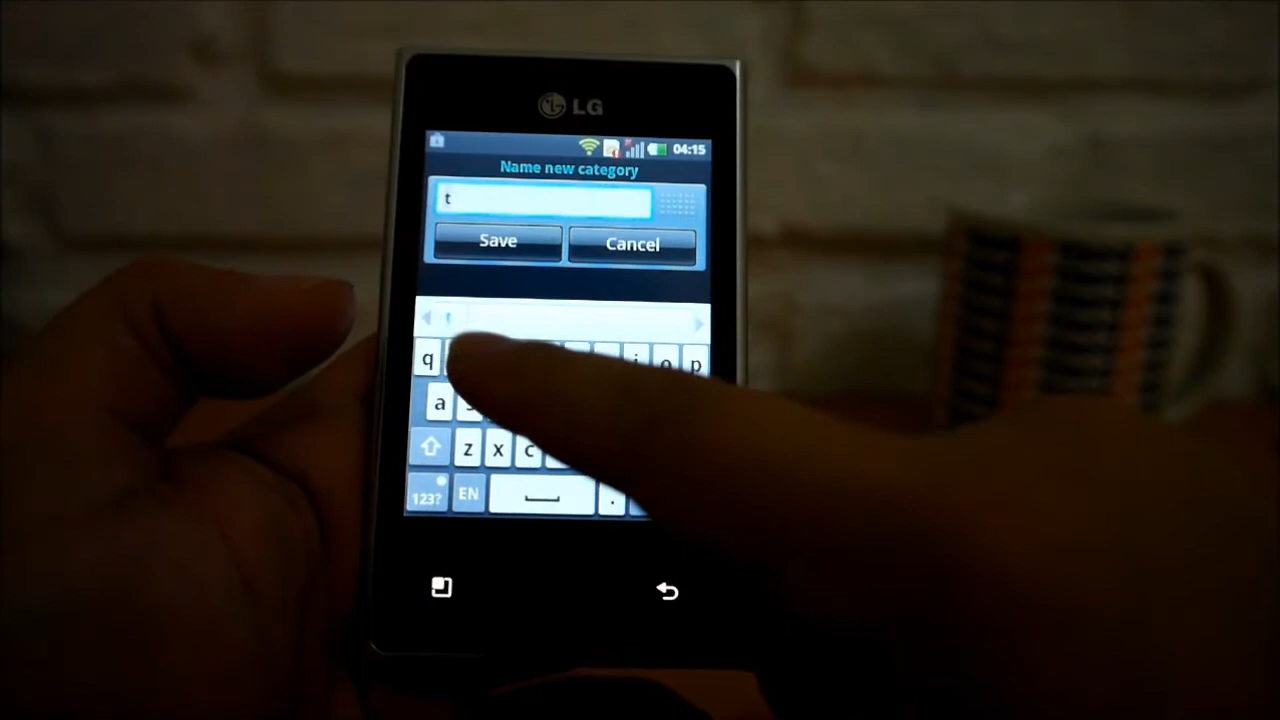 LG
04:15
Name new category
t
Save
Cancel
t
q i o p
a s
z x c
123? EN .